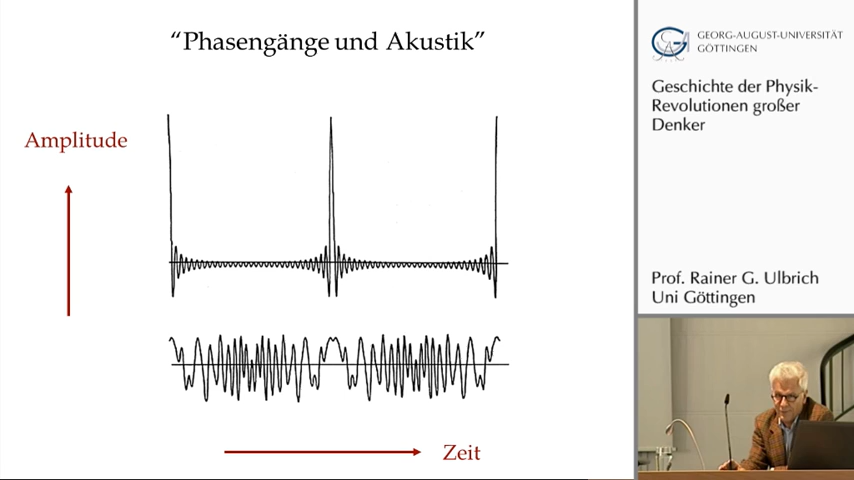 “Phasengänge und Akustik”
Amplitude
Zeit
GEORG-AUGUST-UNIVERSITÄT
GÖTTINGEN
Geschichte der Physik-
Revolutionen großer
Denker
Prof. Rainer G. Ulbrich
Uni Göttingen